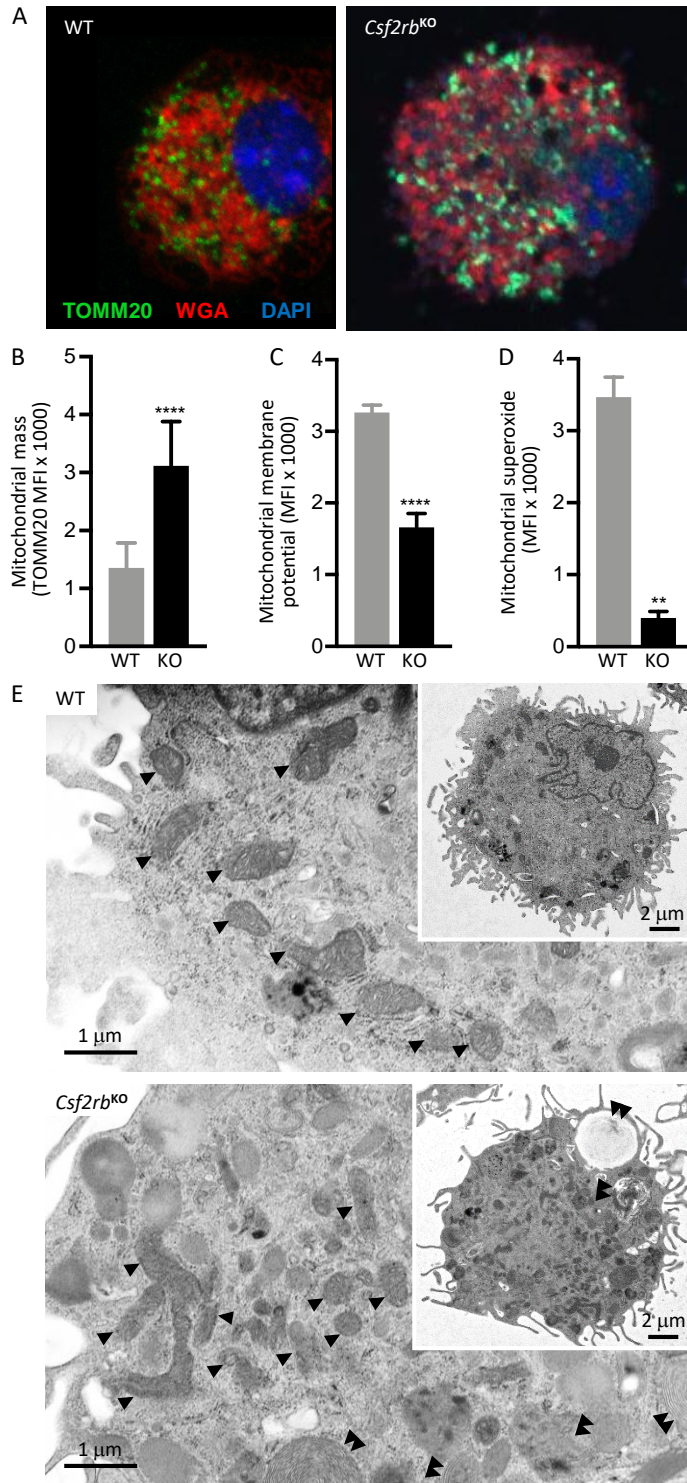 A
WT
Csf2rbKO
TOMM20 WGA DAPI
B
Mitochondrial mass
(TOMM20 MFI x 1000)
5
4
3
2
1
0
****
WT KO
C
Mitochondrial membrane
potential (MFI x 1000)
4
3
2
1
0
****
WT KO
D
Mitochondrial superoxide
(MFI x 1000)
4
3
2
1
0
**
WT KO
E
WT
2 μm
1 μm
Csf2rbKO
2 μm
1 μm